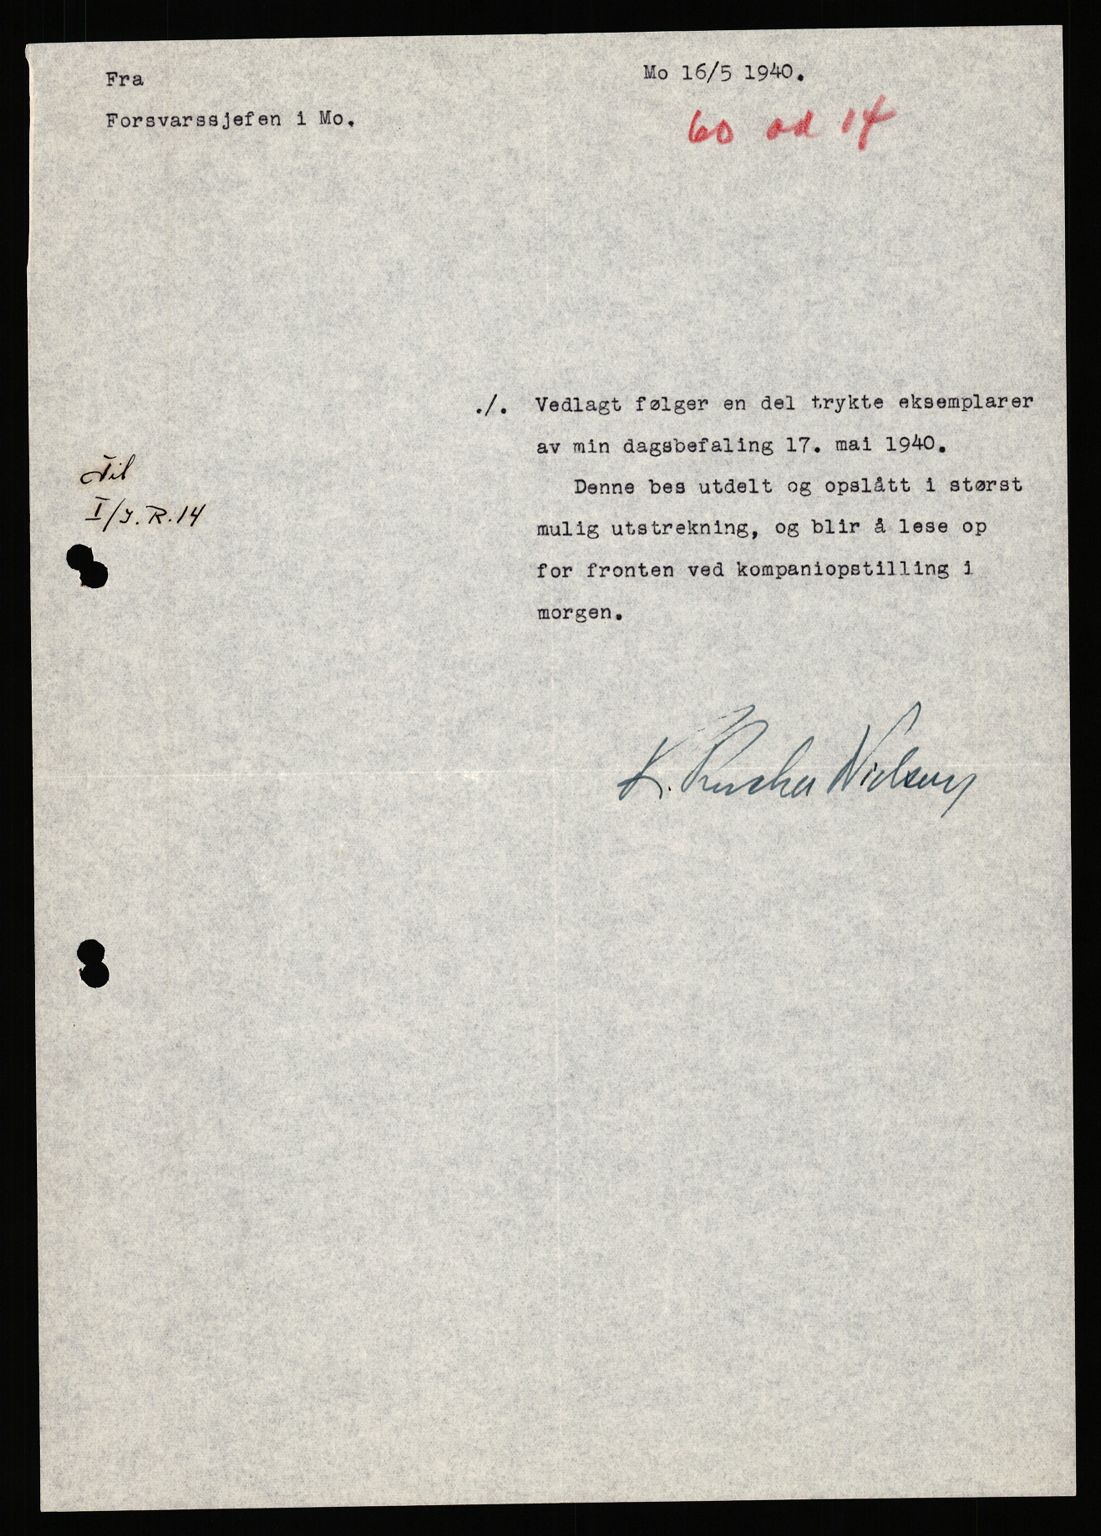 Fra
Forsvarssjefen i Mo.
Mo 16/5 1940.
60 ad 14
./. Vedlagt følger en del trykte eksemplarer
av min dagsbefaling 17. mai 1940.
Denne bes utdelt og opslått i størst
mulig utstrekning, og blir å lese op
for fronten ved kompaniopstilling i
morgen.
Til
I/J.R.14
K. Nielsen